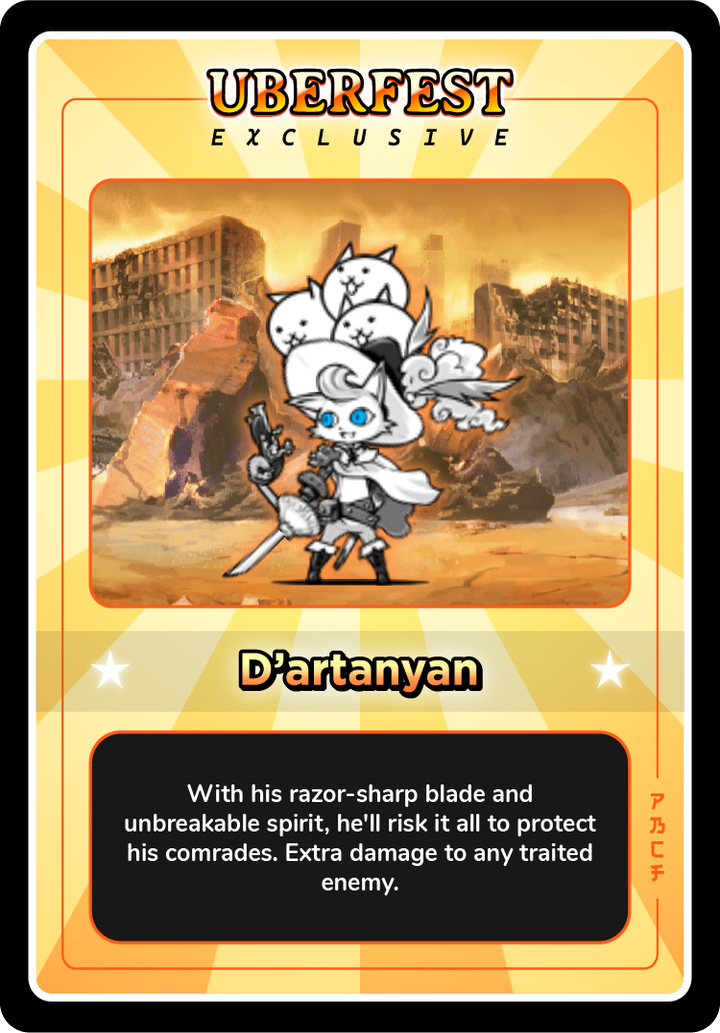 UBERFEST
EXCLUSIVE
D'artanyan
With his razor-sharp blade and
unbreakable spirit, he'll risk it all to protect
his comrades. Extra damage to any traited
enemy.